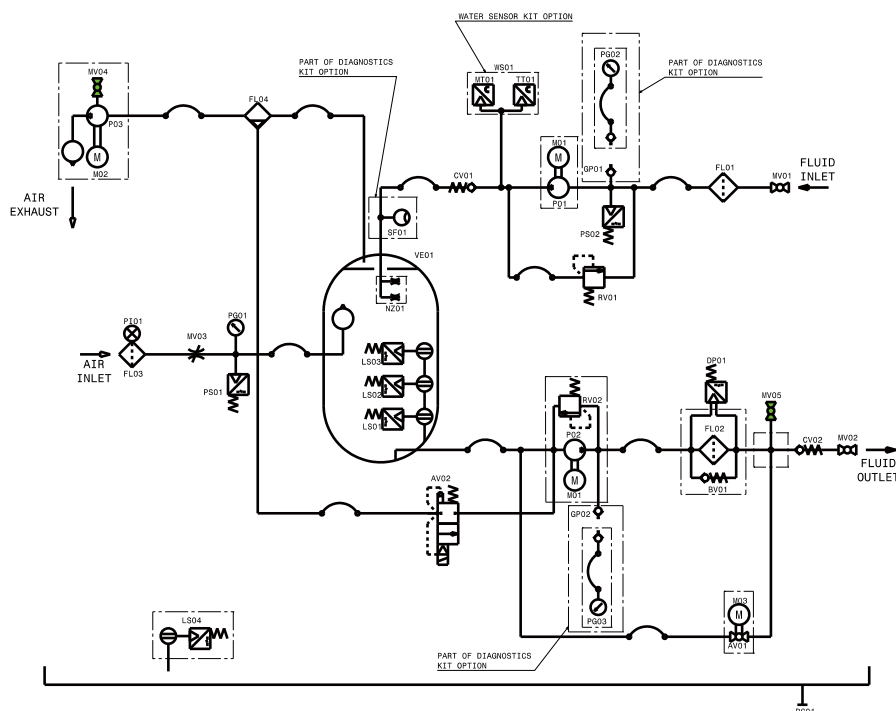 WATER SENSOR KIT OPTION
PART OF DIAGNOSTICS
KIT OPTION
WS01
MT01
TT01
PG02
PART OF DIAGNOSTICS
KIT OPTION
MV04
P03
M
M02
FL04
AIR
EXHAUST
CV01
M01
M
P01
GP01
PS02
FL01
MV01
FLUID
INLET
SF01
VE01
RV01
NZ01
PG01
PI01
MV03
AIR
INLET
FL03
PS01
LS03
LS02
LS01
RV02
P02
M
M01
DP01
FL02
BV01
MV05
CV02
MV02
FLUID
OUTLET
AV02
GP02
PG03
M03
M
AV01
LS04
PART OF DIAGNOSTICS
KIT OPTION